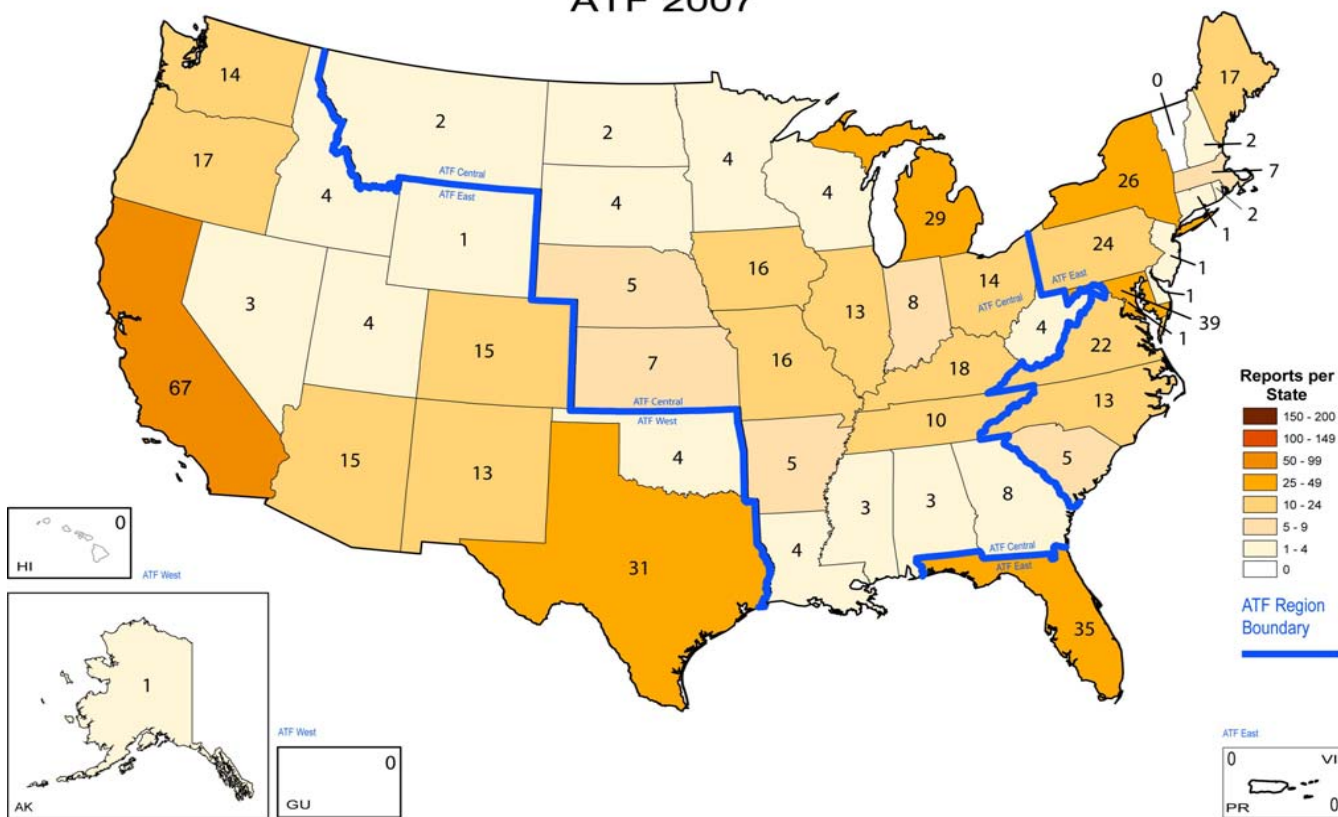 ATF 2007
14
17
67
3
4
1
4
15
15
13
2
ATF Central
ATF East
2
4
5
7
ATF Central
ATF West
4
31
4
16
16
5
4
4
13
8
29
14
ATF Central
18
10
3
3
8
ATF Central
ATF East
35
5
13
22
4
ATF East
24
26
0
17
2
7
2
1
1
1
39
1
Reports per
State
150 - 200
100 - 149
50 - 99
25 - 49
10 - 24
5 - 9
1 - 4
0
ATF Region
Boundary
0
HI
ATF West
1
AK
ATF West
0
GU
ATF East
0
VI
PR
0